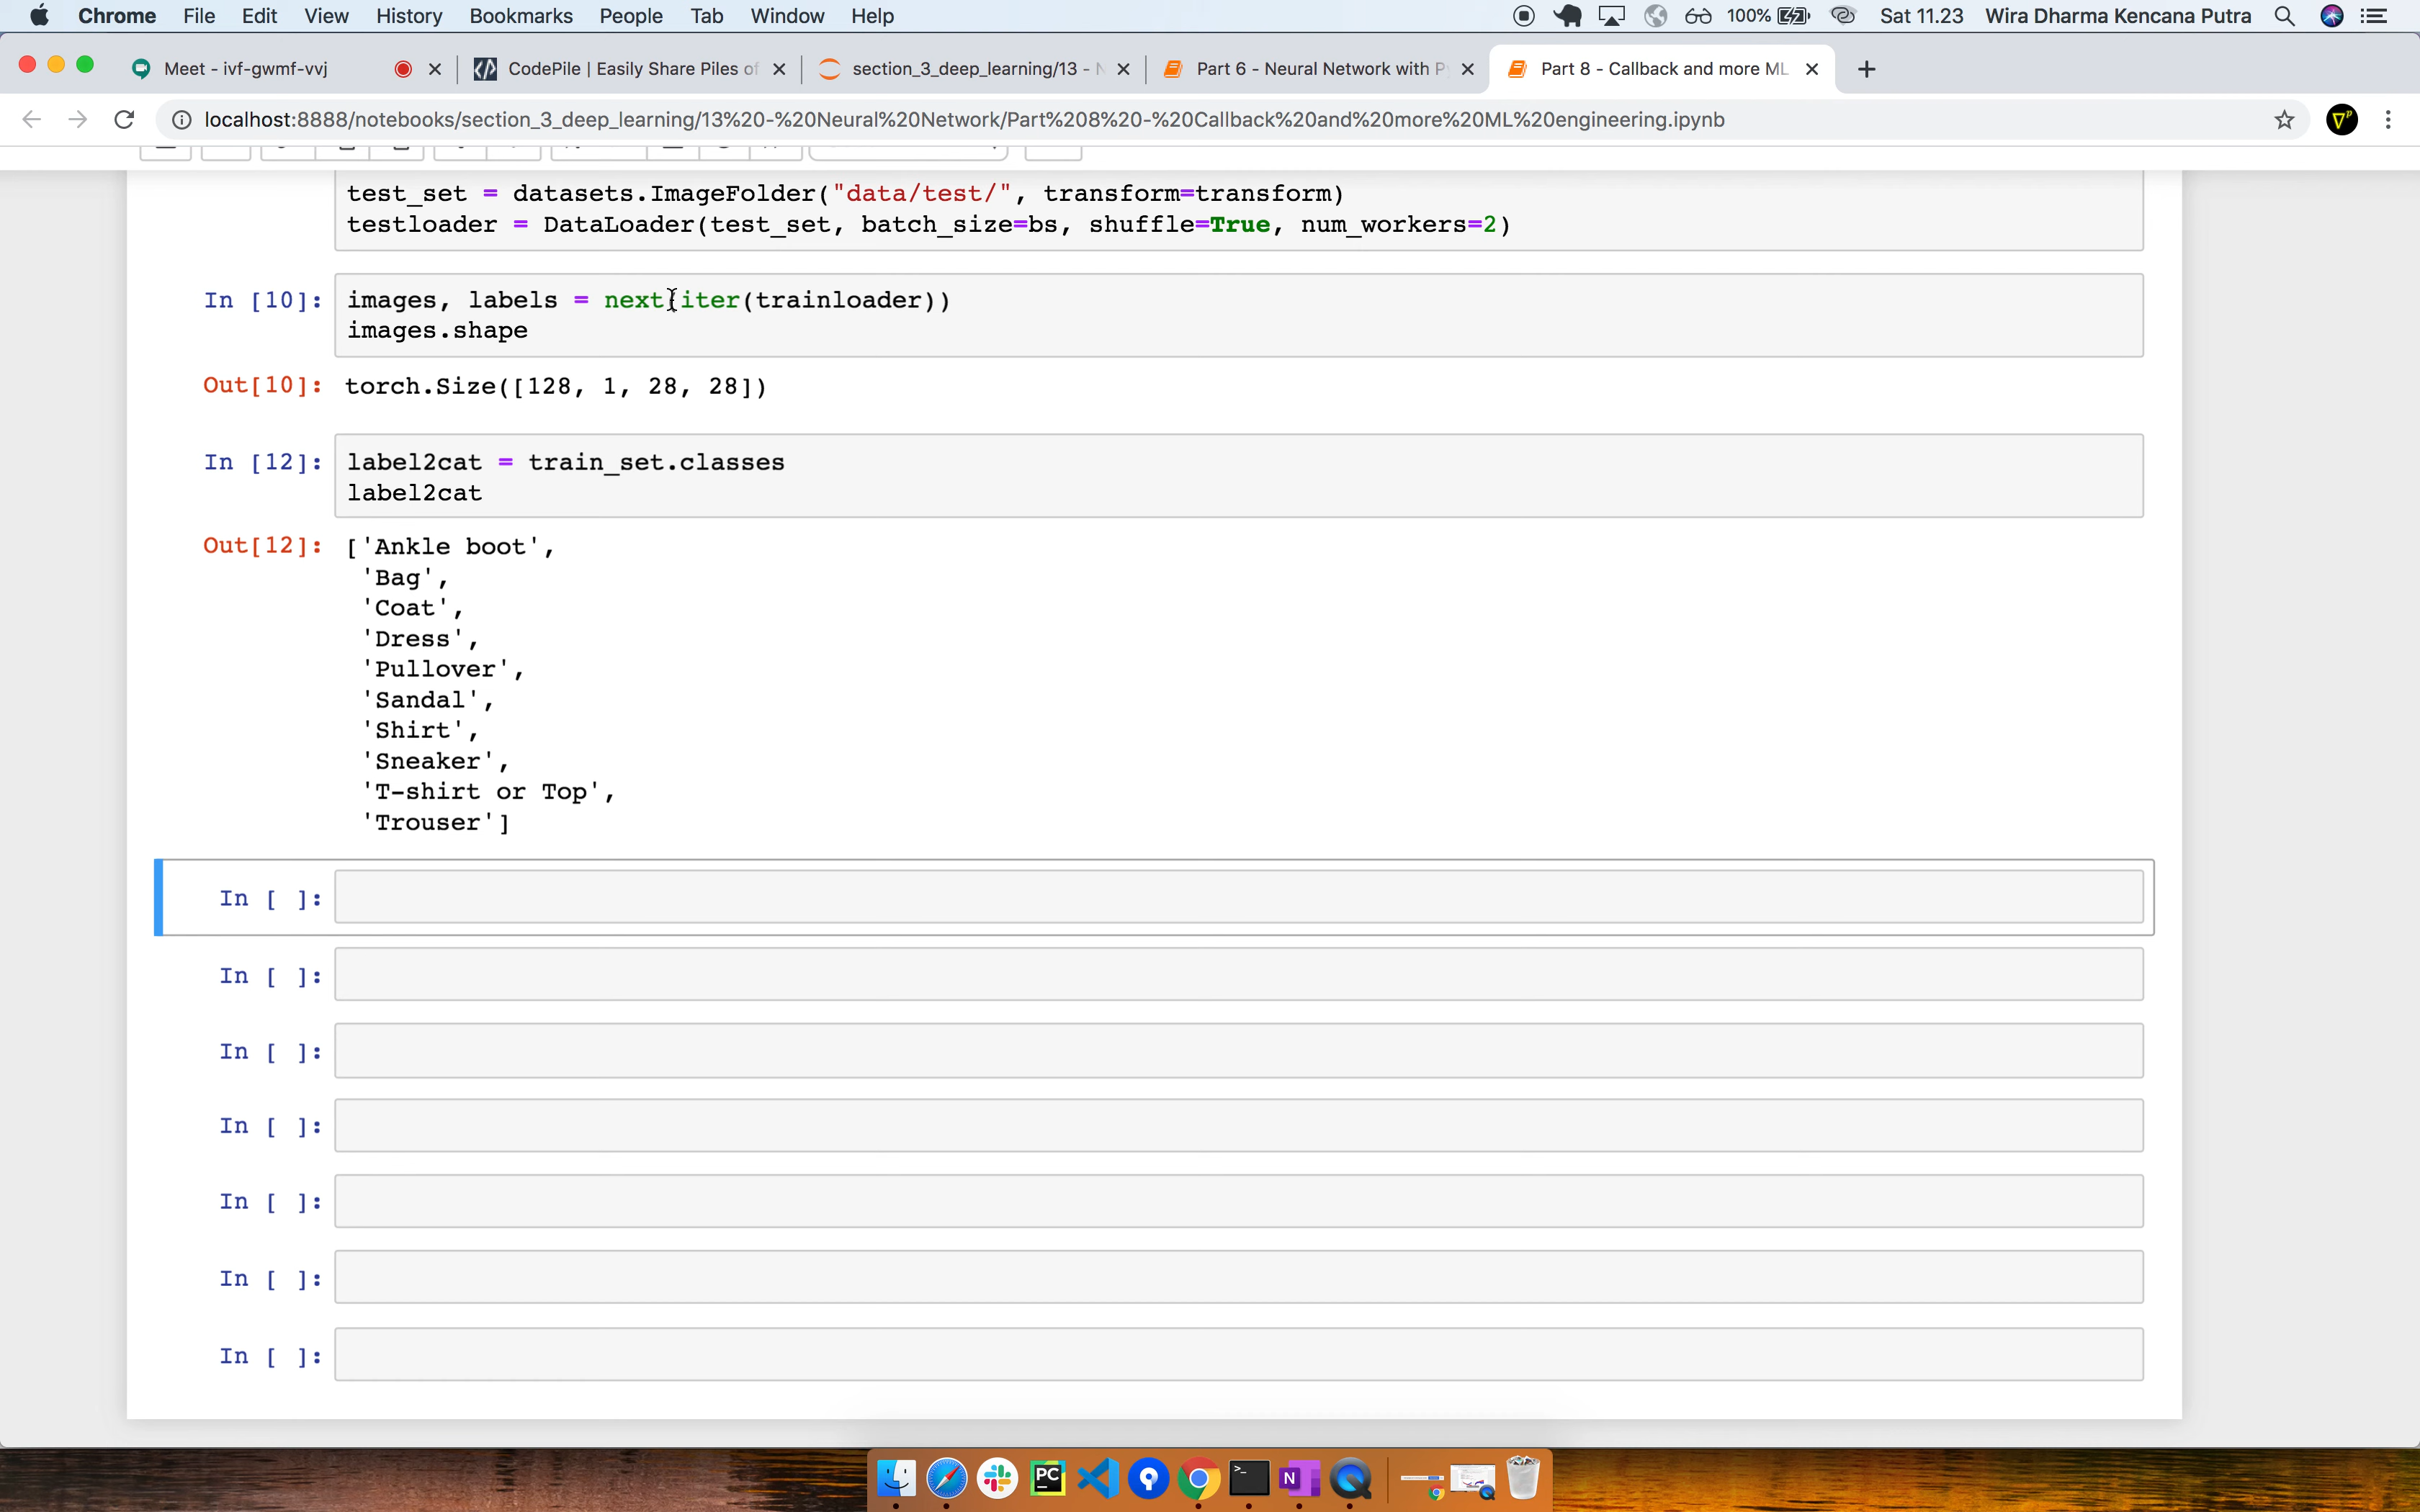 Chrome File Edit View History Bookmarks People Tab Window Help 100% Sat 11.23 Wira Dharma Kencana Putra
Meet - ivf-gwmf-vvj CodePile | Easily Share Piles of section_3_deep_learning/13 - N Part 6 - Neural Network with Py Part 8 - Callback and more ML
localhost:8888/notebooks/section_3_deep_learning/13%20-%20Neural%20Network/Part%208%20-%20Callback%20and%20more%20ML%20engineering.ipynb
test_set = datasets.ImageFolder("data/test/", transform=transform)
testloader = DataLoader(test_set, batch_size=bs, shuffle=True, num_workers=2)
In [10]: images, labels = next(iter(trainloader))
images.shape
Out[10]: torch.Size([128, 1, 28, 28])
In [12]: label2cat = train_set.classes
label2cat
Out[12]: ['Ankle boot',
'Bag',
'Coat',
'Dress',
'Pullover',
'Sandal',
'Shirt',
'Sneaker',
'T-shirt or Top',
'Trouser']
In [ ]:
In [ ]:
In [ ]:
In [ ]:
In [ ]:
In [ ]:
In [ ]:
PC >_ N